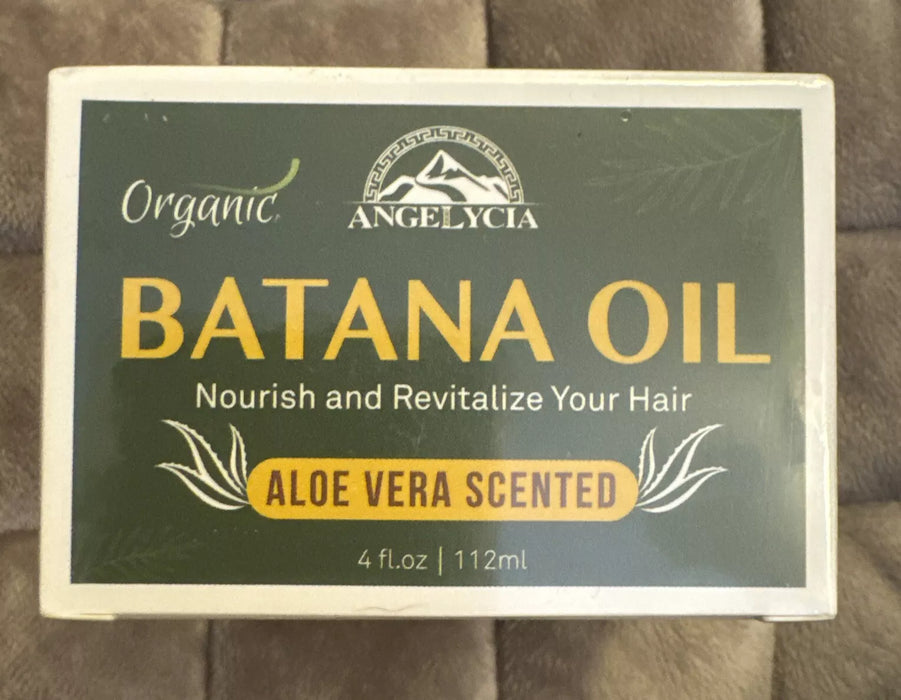 Organic
ANGELYCIA
BATANA OIL
Nourish and Revitalize Your Hair
ALOE VERA SCENTED
4 fl.oz | 112ml